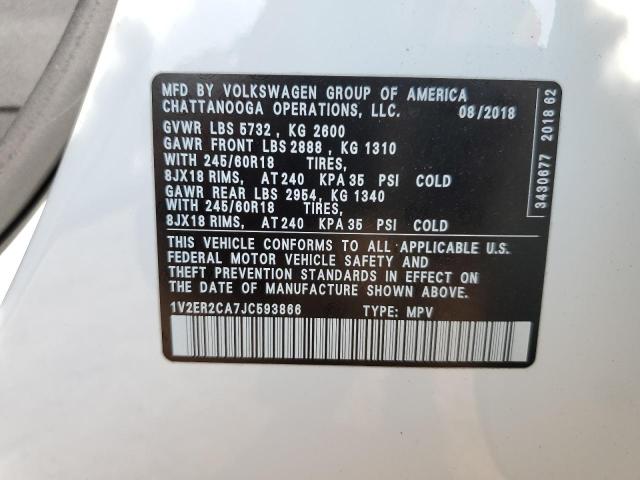 MFD BY VOLKSWAGEN GROUP OF AMERICA
CHATTANOOGA OPERATIONS, LLC. 08/2018
GVWR LBS 5732 , KG 2600
GAWR FRONT LBS 2888 , KG 1310
WITH 245/60R18 TIRES,
8JX18 RIMS, AT 240 KPA 35 PSI COLD
GAWR REAR LBS 2954, KG 1340
WITH 245/60R18 TIRES,
8JX18 RIMS, AT 240 KPA 35 PSI COLD
THIS VEHICLE CONFORMS TO ALL APPLICABLE U.S.
FEDERAL MOTOR VEHICLE SAFETY AND
THEFT PREVENTION STANDARDS IN EFFECT ON
THE DATE OF MANUFACTURE SHOWN ABOVE.
1V2ER2CA7JC593866 TYPE: MPV
3430677 2018 62